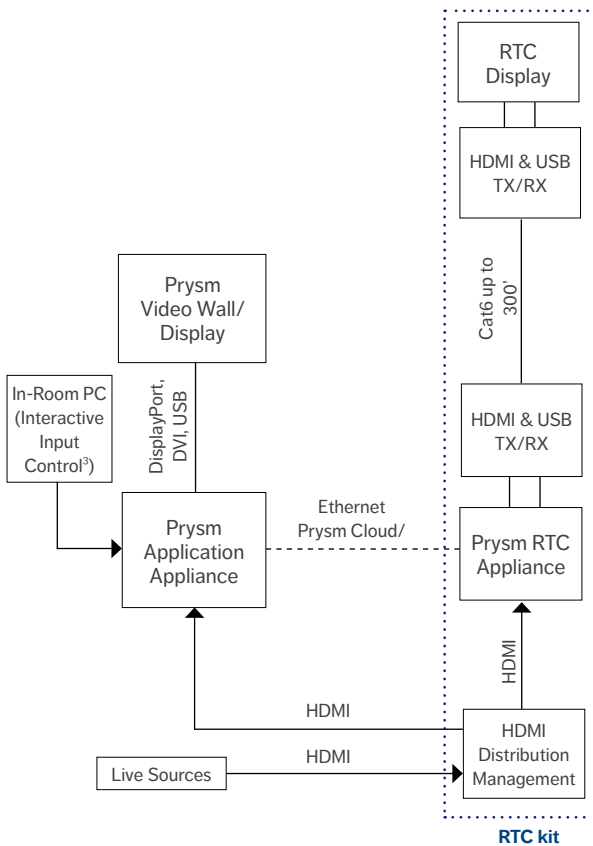 RTC
Display
HDMI & USB
TX/RX
Cat6 up to
300'
Prysm
Video Wall/
Display
In-Room PC
(Interactive
Input
Control³)
DisplayPort,
DVI, USB
HDMI & USB
TX/RX
Ethernet
Prysm Cloud/
Prysm
Application
Appliance
Prysm RTC
Appliance
HDMI
HDMI
HDMI
Distribution
Management
HDMI
Live Sources
RTC kit